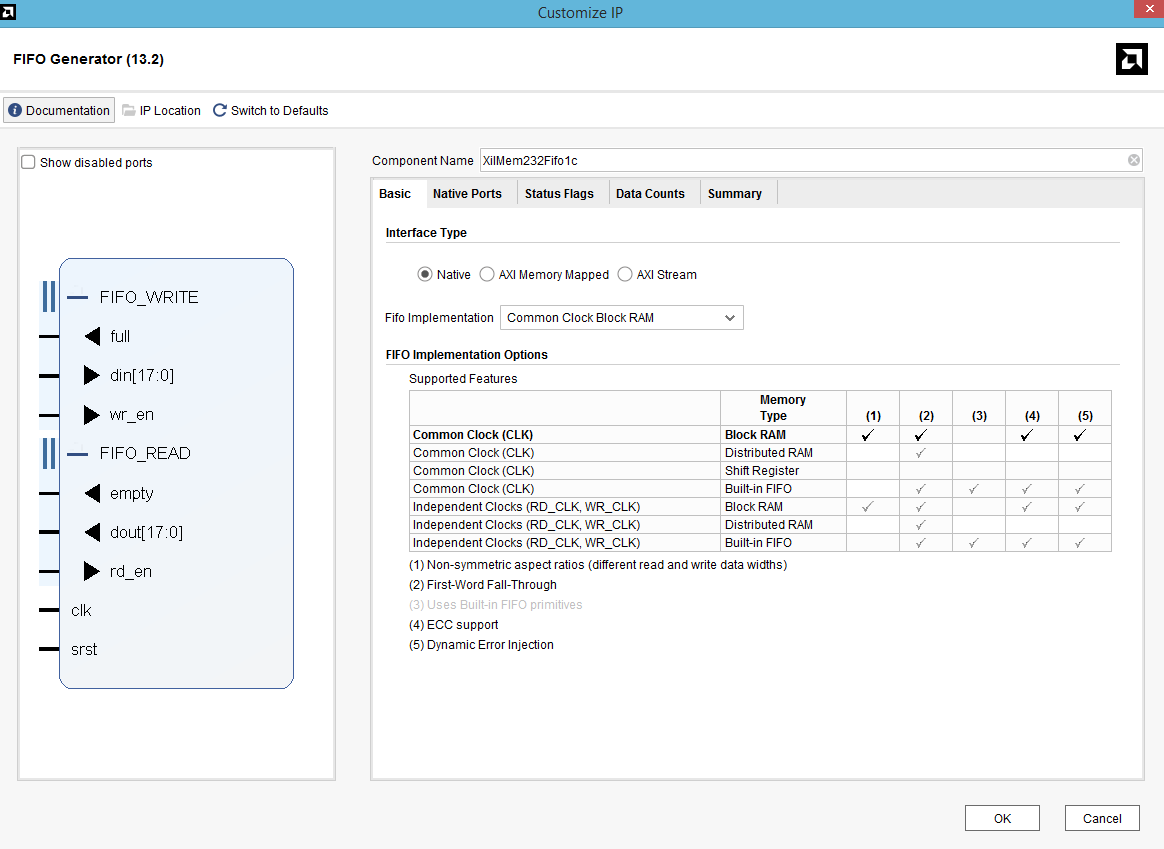 Customize IP
FIFO Generator (13.2)
Documentation IP Location Switch to Defaults
Show disabled ports
FIFO_WRITE
full
din[17:0]
wr_en
FIFO_READ
empty
dout[17:0]
rd_en
clk
srst
Component Name XilMem232Fifo1c
Basic Native Ports Status Flags Data Counts Summary
Interface Type
Native AXI Memory Mapped AXI Stream
Fifo Implementation Common Clock Block RAM
FIFO Implementation Options
Supported Features
Memory
Type (1) (2) (3) (4) (5)
Common Clock (CLK) Block RAM ✓ ✓ ✓ ✓
Common Clock (CLK) Distributed RAM ✓
Common Clock (CLK) Shift Register
Common Clock (CLK) Built-in FIFO ✓ ✓ ✓ ✓
Independent Clocks (RD_CLK, WR_CLK) Block RAM ✓ ✓ ✓ ✓
Independent Clocks (RD_CLK, WR_CLK) Distributed RAM ✓
Independent Clocks (RD_CLK, WR_CLK) Built-in FIFO ✓ ✓ ✓ ✓
(1) Non-symmetric aspect ratios (different read and write data widths)
(2) First-Word Fall-Through
(3) Uses Built-in FIFO primitives
(4) ECC support
(5) Dynamic Error Injection
OK Cancel